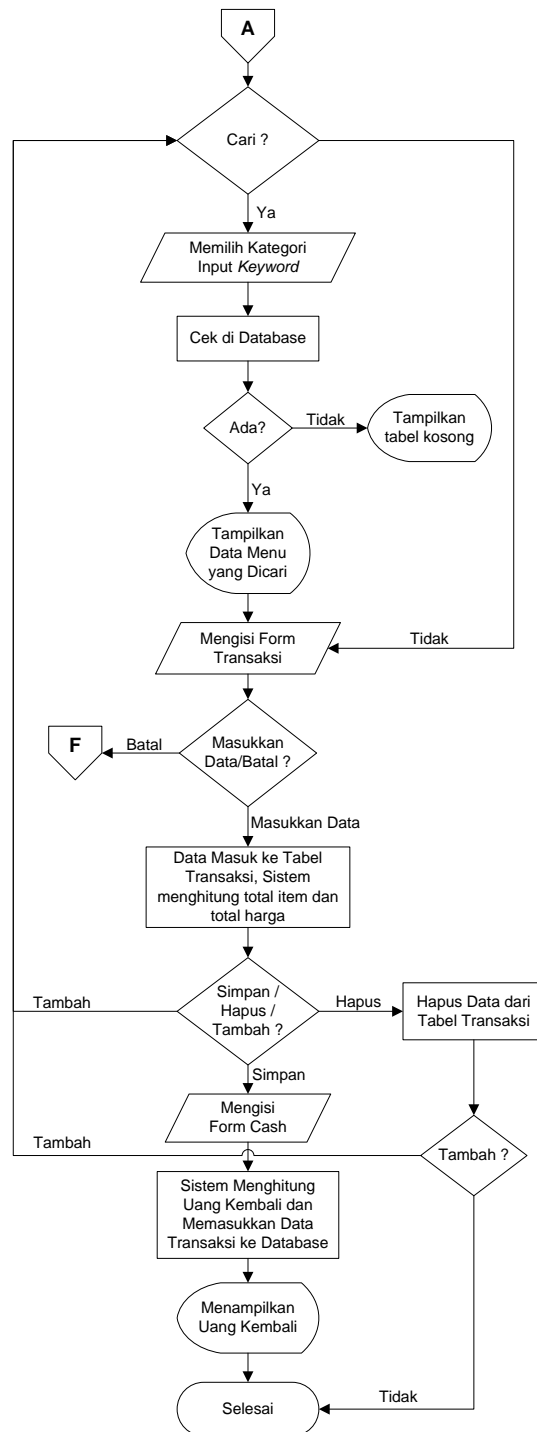 A
Cari ?
Ya
Memilih Kategori
Input Keyword
Cek di Database
Ada?
Tidak
Tampilkan
tabel kosong
Ya
Tampilkan
Data Menu
yang Dicari
Mengisi Form
Transaksi
Tidak
F
Batal
Masukkan
Data/Batal ?
Masukkan Data
Data Masuk ke Tabel
Transaksi, Sistem
menghitung total item dan
total harga
Tambah
Simpan /
Hapus /
Tambah ?
Hapus
Hapus Data dari
Tabel Transaksi
Simpan
Mengisi
Form Cash
Tambah
Tambah ?
Sistem Menghitung
Uang Kembali dan
Memasukkan Data
Transaksi ke Database
Menampilkan
Uang Kembali
Selesai
Tidak